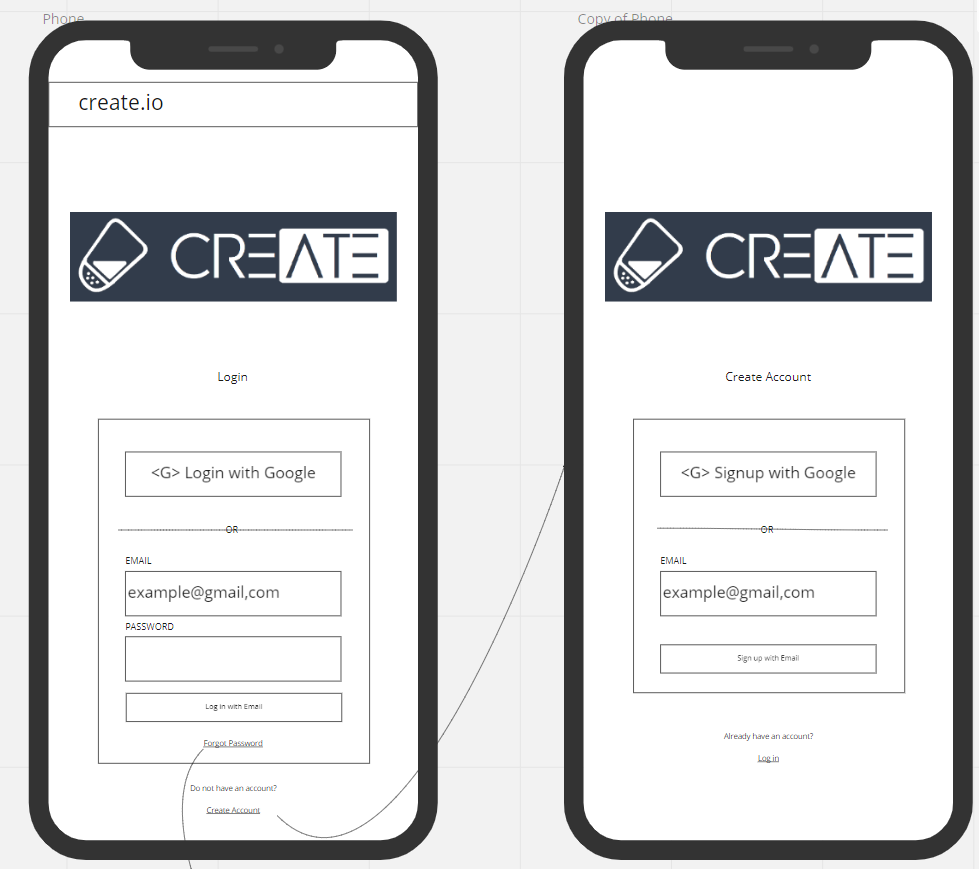 Phone
create.io
CREATE
Login
<G> Login with Google
OR
EMAIL
example@gmail,com
PASSWORD
Log in with Email
Forgot Password
Do not have an account?
Create Account
Copy of Phone
CREATE
Create Account
<G> Signup with Google
OR
EMAIL
example@gmail,com
Sign up with Email
Already have an account?
Log in